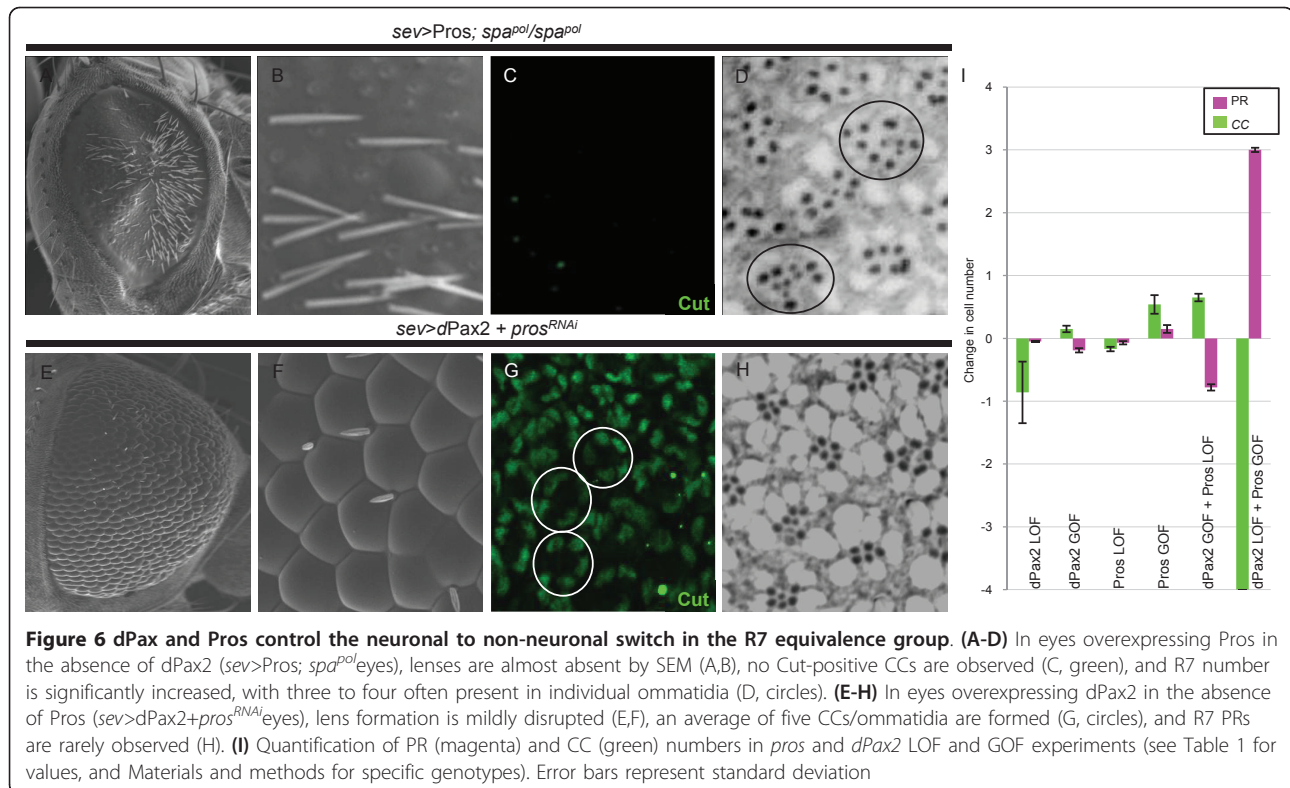 sev>Pros; spa^pol/spa^pol
B
C
D
Cut
sev>dPax2 + pros^RNAi
E
F
G
H
Cut
I
4
3
2
1
0
-1
-2
-3
-4
Change in cell number
PR
CC
dPax2 LOF
dPax2 GOF
Pros LOF
Pros GOF
dPax2 GOF + Pros LOF
dPax2 LOF + Pros GOF
Figure 6 dPax and Pros control the neuronal to non-neuronal switch in the R7 equivalence group. (A-D) In eyes overexpressing Pros in
the absence of dPax2 (sev>Pros; spa^pol eyes), lenses are almost absent by SEM (A,B), no Cut-positive CCs are observed (C, green), and R7 number
is significantly increased, with three to four often present in individual ommatidia (D, circles). (E-H) In eyes overexpressing dPax2 in the absence
of Pros (sev>dPax2+pros^RNAi eyes), lens formation is mildly disrupted (E,F), an average of five CCs/ommatidia are formed (G, circles), and R7 PRs
are rarely observed (H). (I) Quantification of PR (magenta) and CC (green) numbers in pros and dPax2 LOF and GOF experiments (see Table 1 for
values, and Materials and methods for specific genotypes). Error bars represent standard deviation